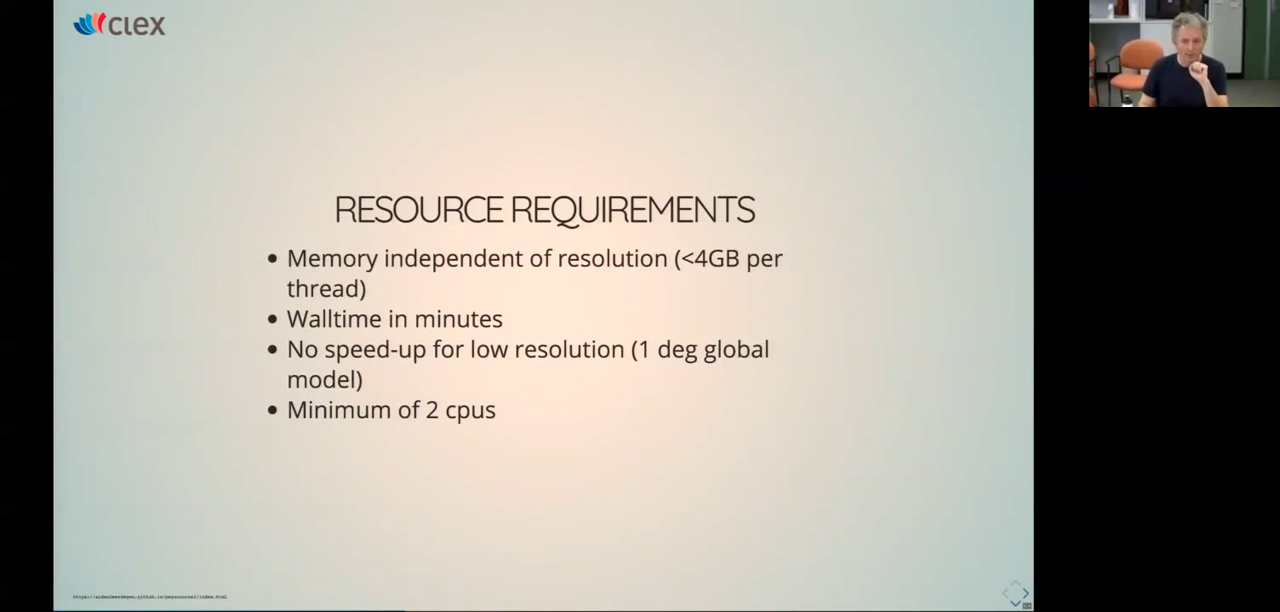 clex
RESOURCE REQUIREMENTS
• Memory independent of resolution (<4GB per
thread)
• Walltime in minutes
• No speed-up for low resolution (1 deg global
model)
• Minimum of 2 cpus